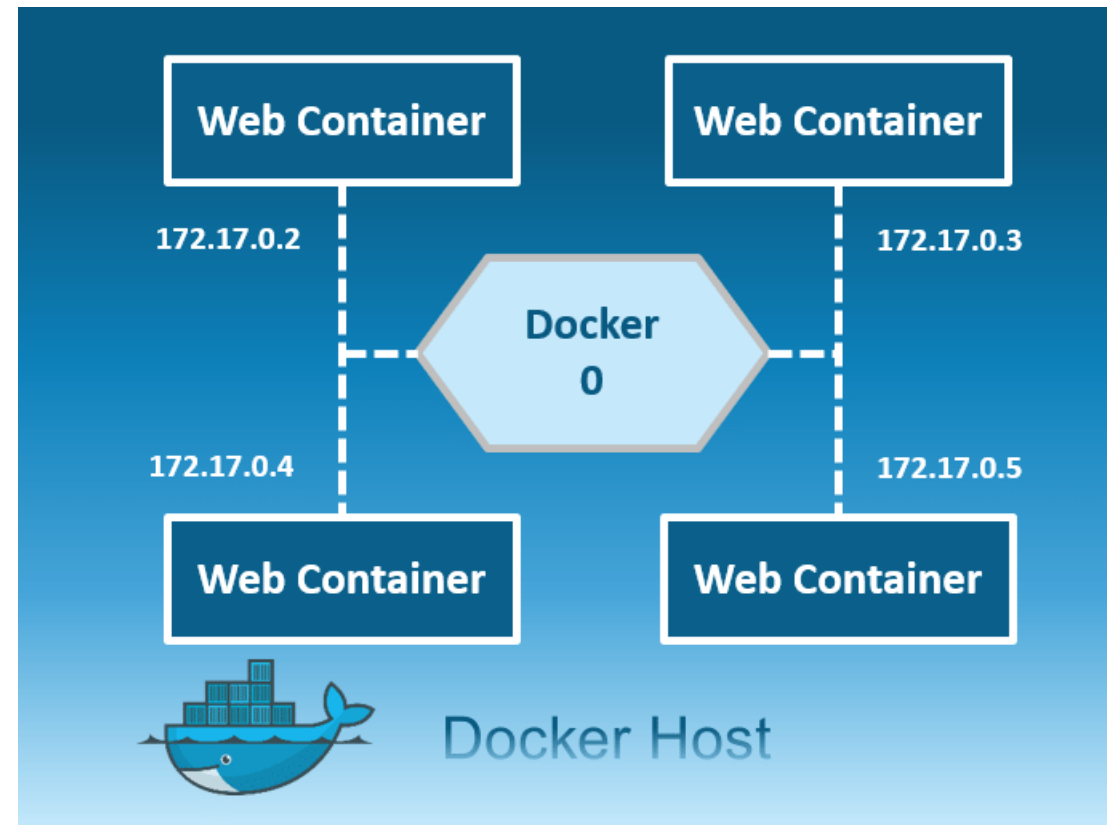 Web Container
Web Container
172.17.0.2
172.17.0.3
Docker
0
172.17.0.4
172.17.0.5
Web Container
Web Container
Docker Host